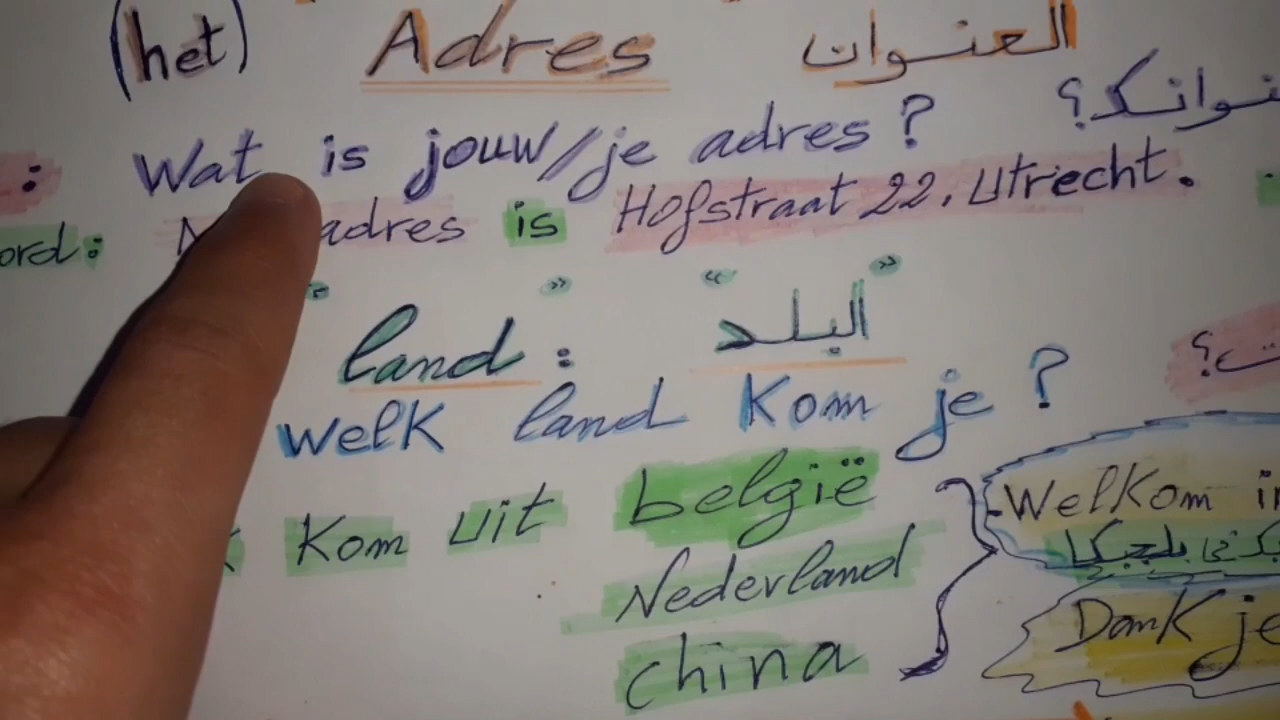 (het) Adres العنوان
Wat is jouw/je adres ?
adres is Hofstraat 22. Utrecht.
" land : " " البلد "
welk land kom je ?
kom uit belgië
Nederland
china
Welkom in
Dank je